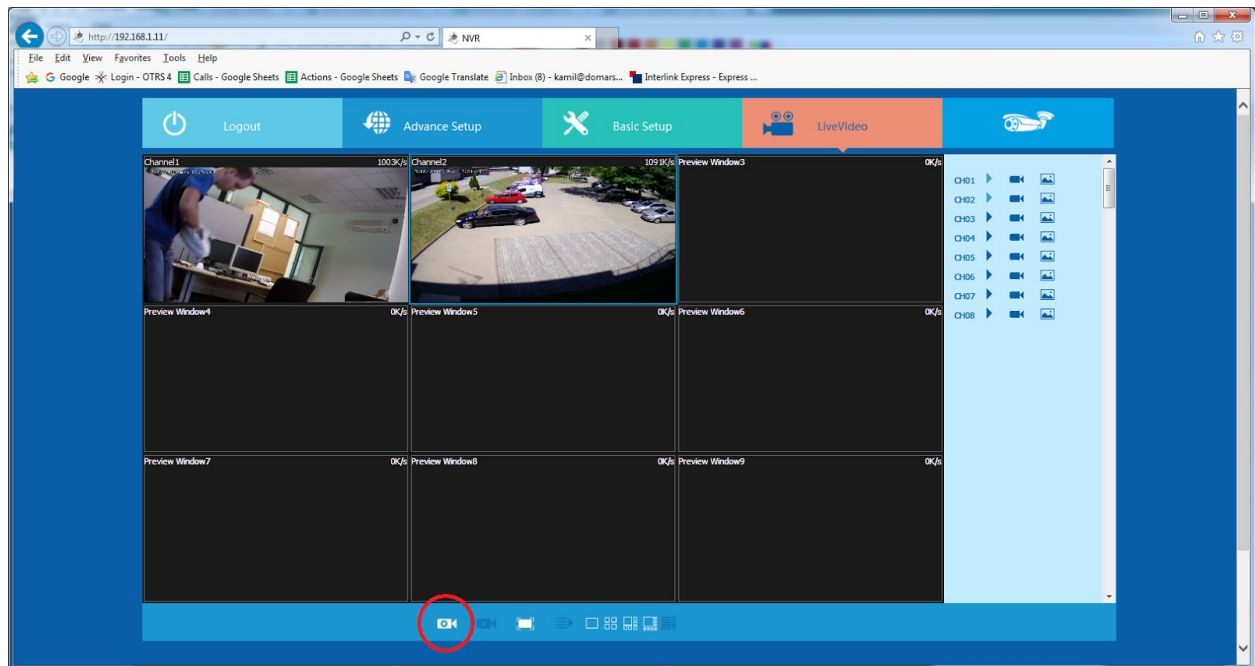 http://192.168.1.11/
NVR
File Edit View Favorites Tools Help
Google Login - OTRS 4 Calls - Google Sheets Actions - Google Sheets Google Translate Inbox (8) - kamil@domars... Interlink Express - Express ...
Logout Advance Setup Basic Setup LiveVideo
Channel1 1003K/s Channel2 1091K/s Preview Window3 0K/s
CH01
CH02
CH03
CH04
CH05
CH06
CH07
CH08
Preview Window4 0K/s Preview Window5 0K/s Preview Window6 0K/s
Preview Window7 0K/s Preview Window8 0K/s Preview Window9 0K/s